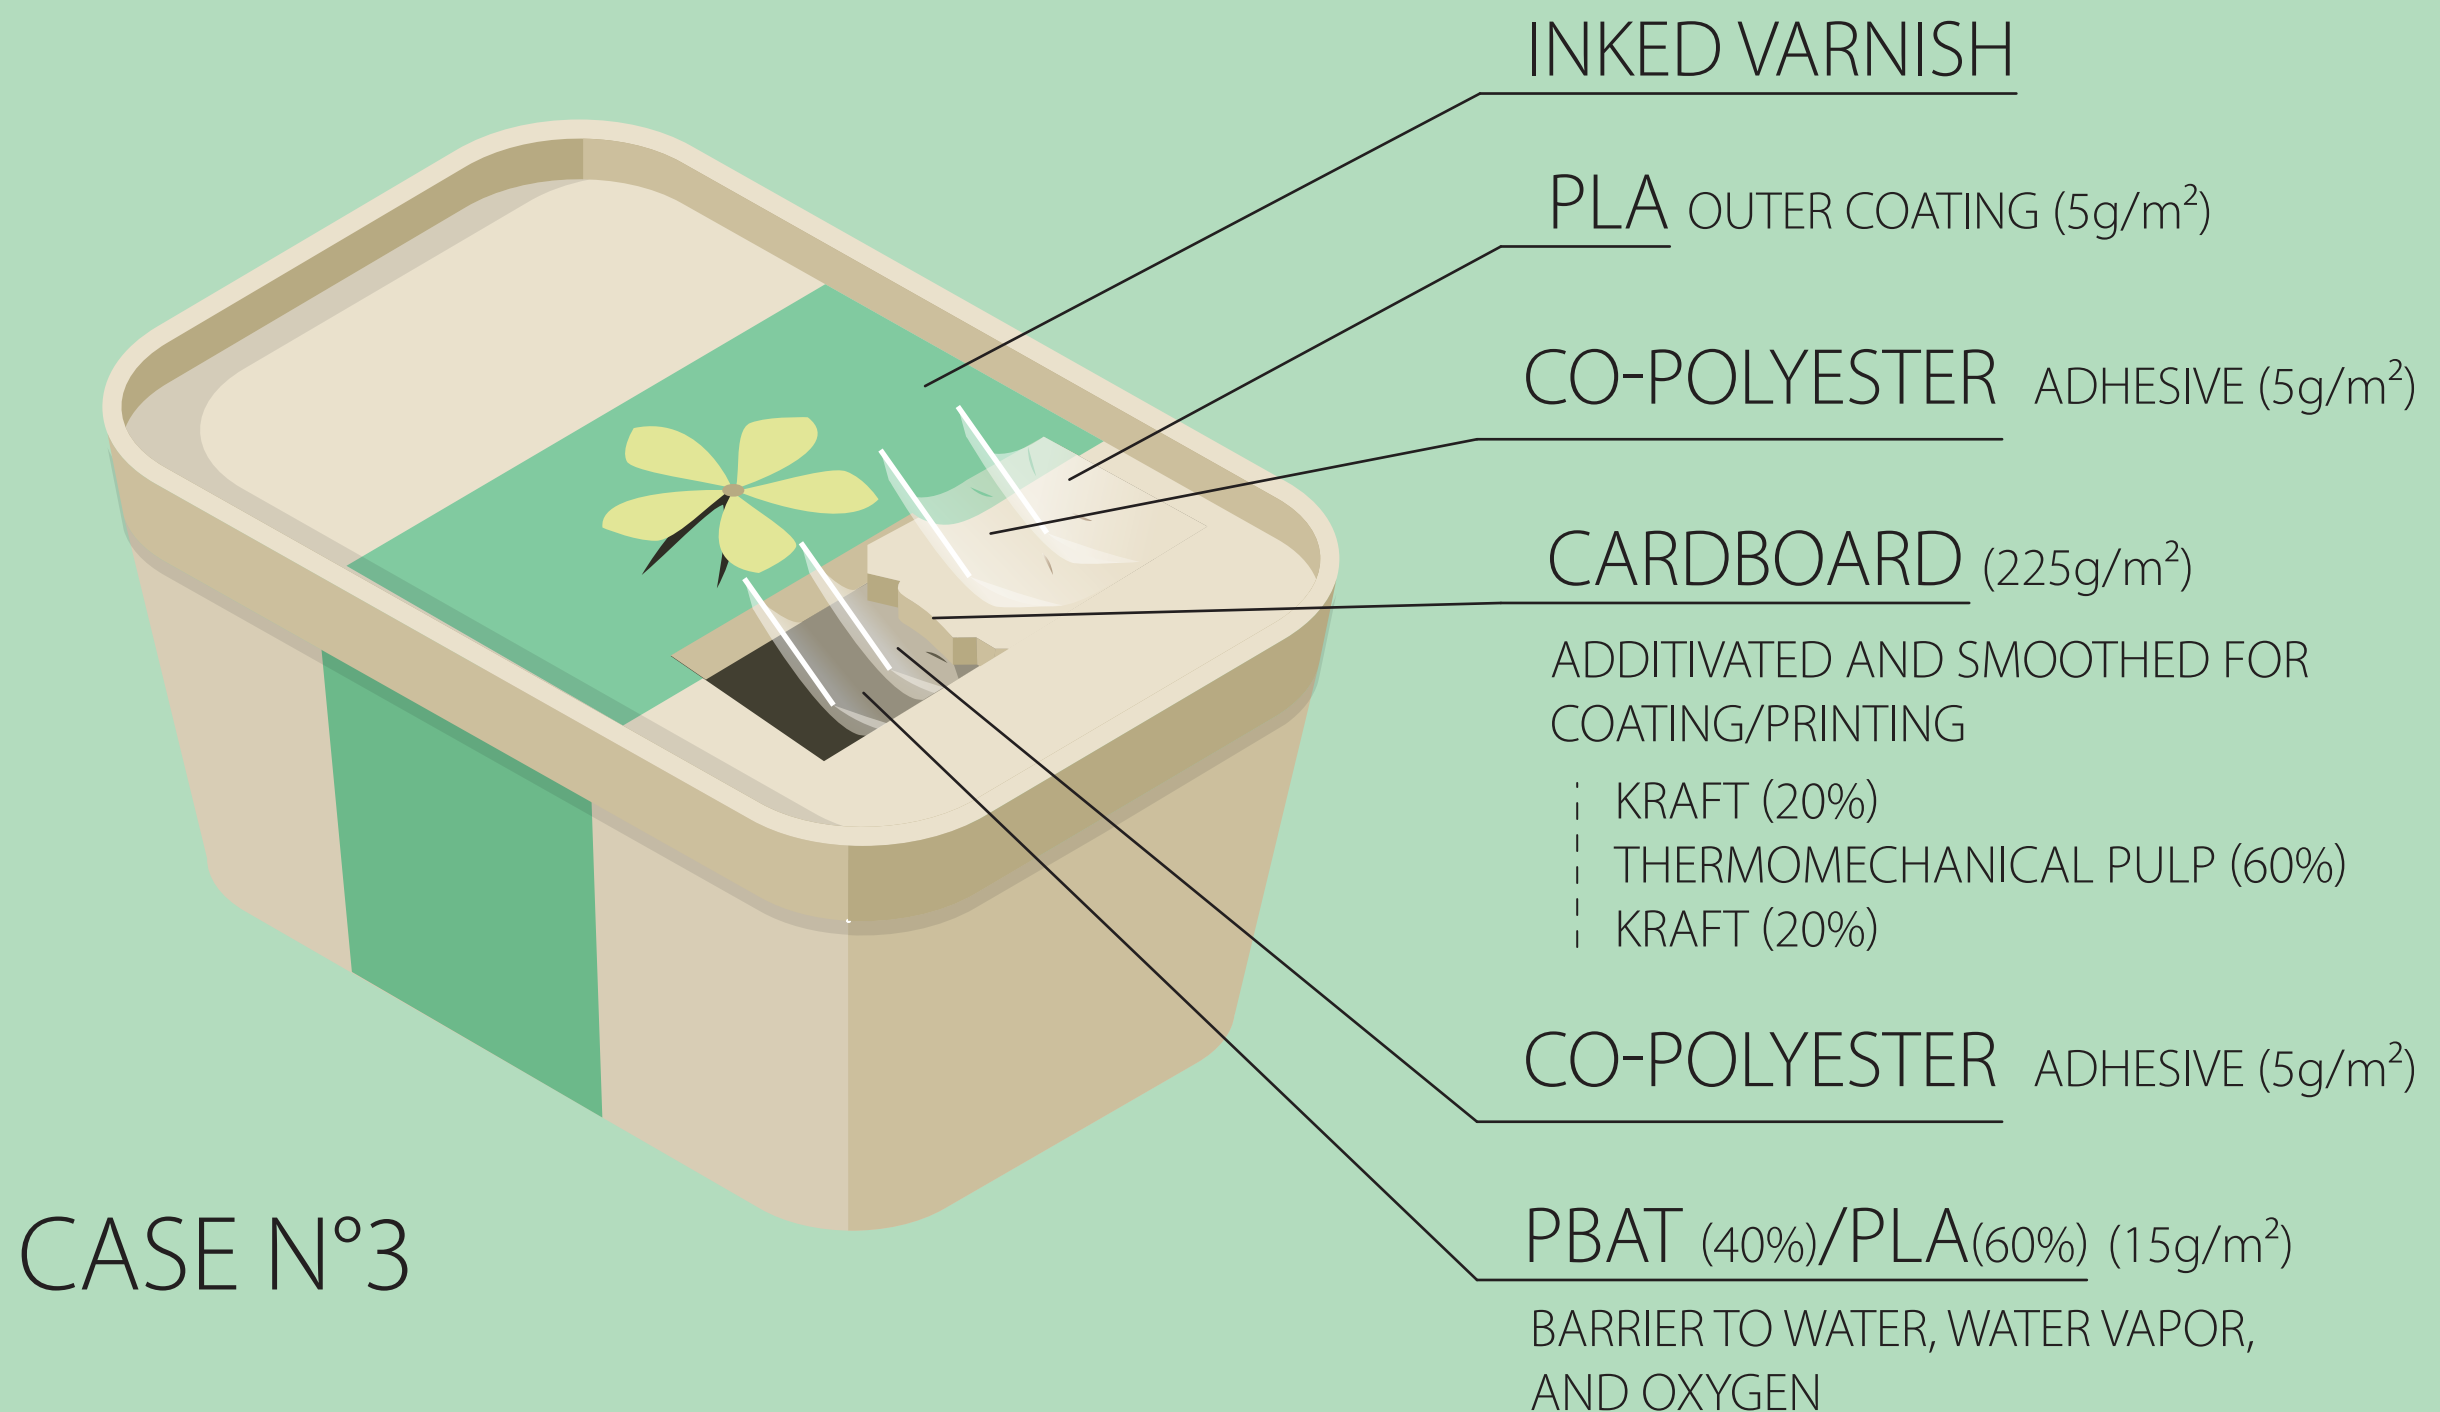 INKED VARNISH
PLA OUTER COATING (5g/m²)
CO-POLYESTER ADHESIVE (5g/m²)
CARDBOARD (225g/m²)
ADDITIVATED AND SMOOTHED FOR
COATING/PRINTING
KRAFT (20%)
THERMOMECHANICAL PULP (60%)
KRAFT (20%)
CO-POLYESTER ADHESIVE (5g/m²)
PBAT (40%)/PLA(60%) (15g/m²)
BARRIER TO WATER, WATER VAPOR,
AND OXYGEN
CASE N°3